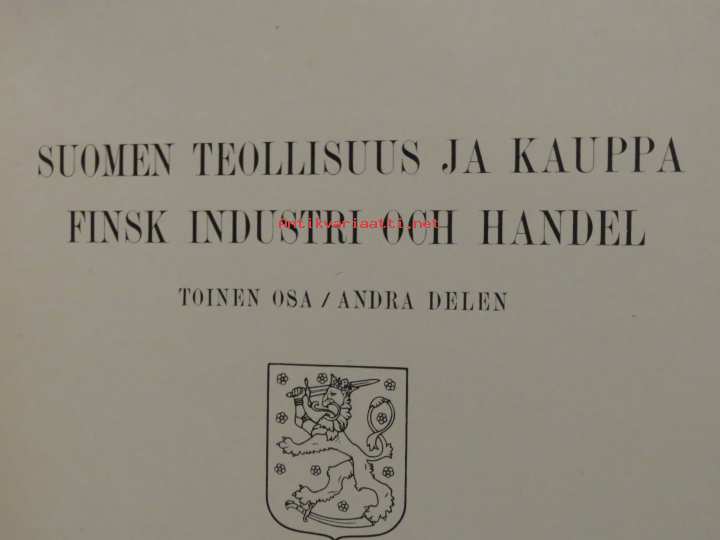 SUOMEN TEOLLISUUS JA KAUPPA
Antikvariaatti.net
FINSK INDUSTRI OCH HANDEL
TOINEN OSA / ANDRA DELEN